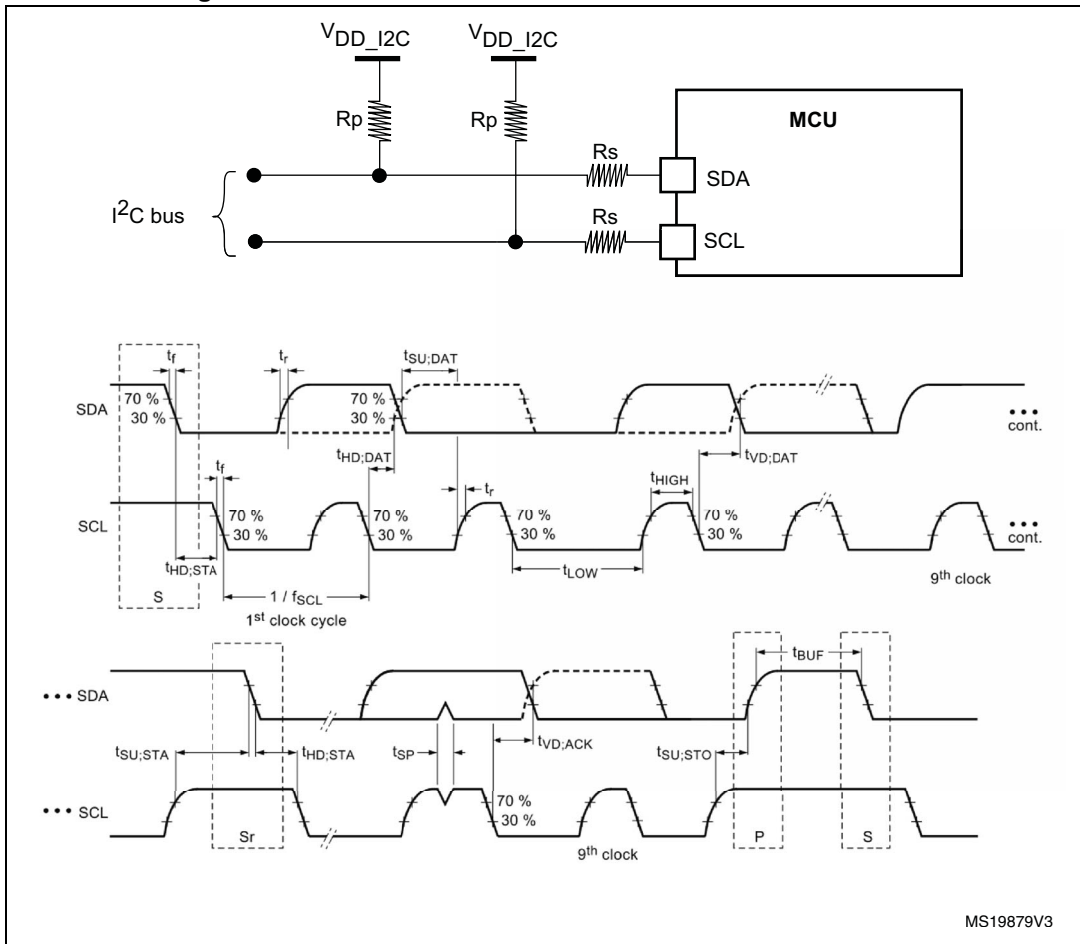 VDD_I2C VDD_I2C
Rp Rp
MCU
Rs
SDA
I2C bus
Rs
SCL
tf tr tSU;DAT
SDA 70 % 30 % 70 % 30 % cont.
tHD;DAT tVD;DAT
tf tr tHIGH
SCL 70 % 30 % 70 % 30 % 70 % 30 % 70 % 30 % cont.
tHD;STA tLOW
S 1 / fSCL 9th clock
1st clock cycle
tBUF
••• SDA
tSU;STA tHD;STA tSP tVD;ACK tSU;STO
••• SCL 70 % 30 %
Sr 9th clock P S
MS19879V3